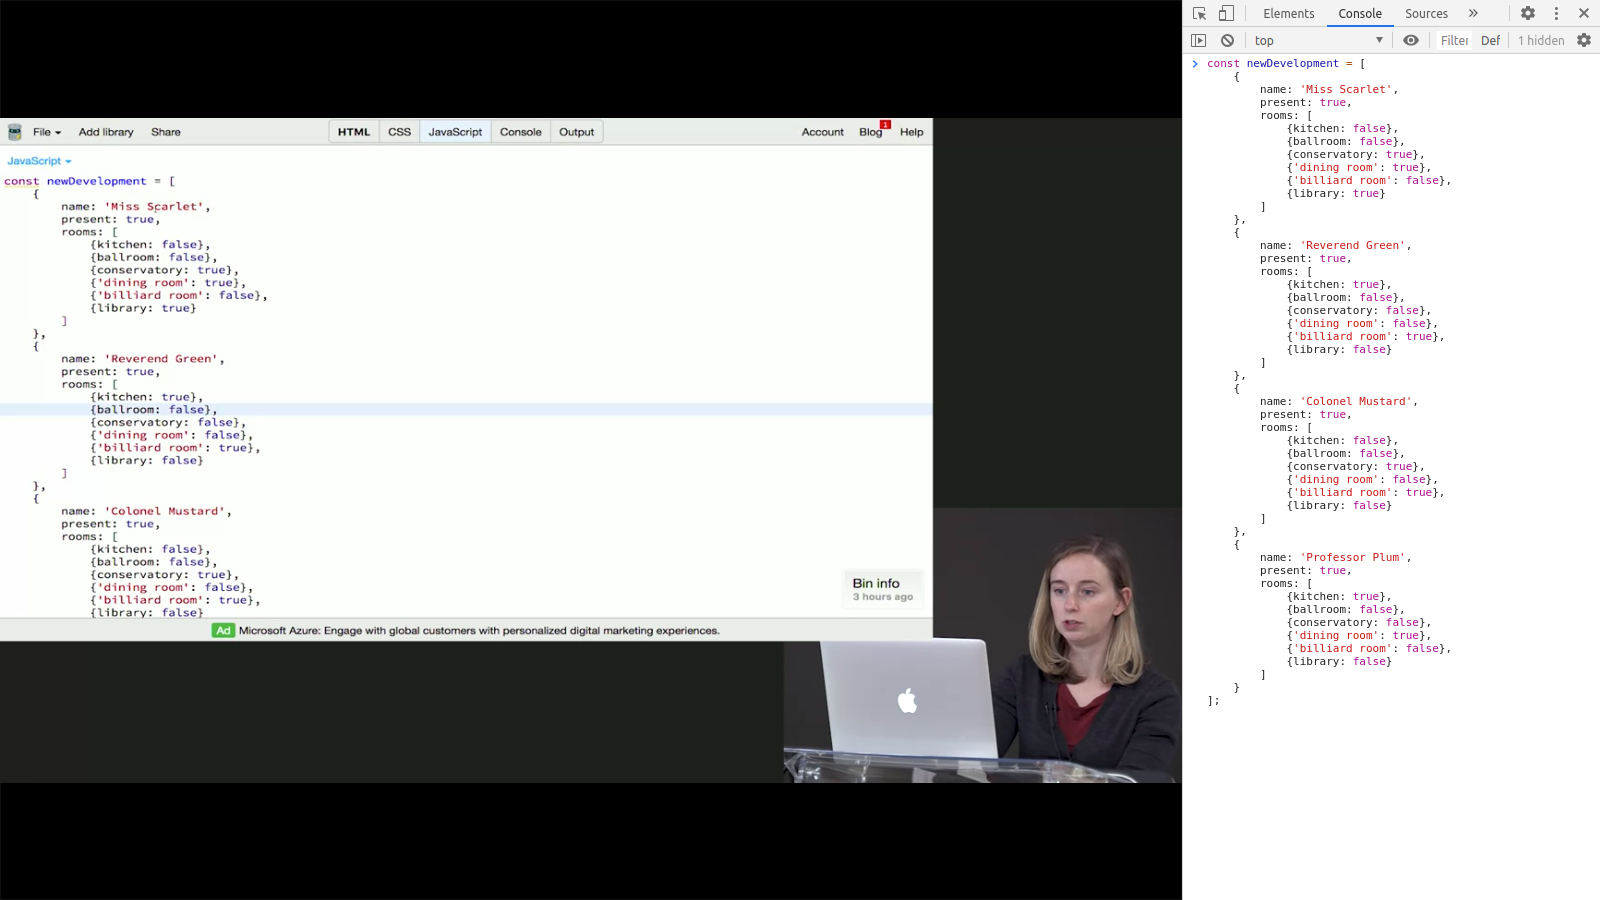 File Add library Share HTML CSS JavaScript Console Output Account Blog 1 Help
JavaScript
const newDevelopment = [
    {
        name: 'Miss Scarlet',
        present: true,
        rooms: [
            {kitchen: false},
            {ballroom: false},
            {conservatory: true},
            {'dining room': true},
            {'billiard room': false},
            {library: true}
        ]
    },
    {
        name: 'Reverend Green',
        present: true,
        rooms: [
            {kitchen: true},
            {ballroom: false},
            {conservatory: false},
            {'dining room': false},
            {'billiard room': true},
            {library: false}
        ]
    },
    {
        name: 'Colonel Mustard',
        present: true,
        rooms: [
            {kitchen: false},
            {ballroom: false},
            {conservatory: true},
            {'dining room': false},
            {'billiard room': true},
            {library: false}
Bin info
3 hours ago
Ad Microsoft Azure: Engage with global customers with personalized digital marketing experiences.
Elements Console Sources »
top Filter Def 1 hidden
const newDevelopment = [
    {
        name: 'Miss Scarlet',
        present: true,
        rooms: [
            {kitchen: false},
            {ballroom: false},
            {conservatory: true},
            {'dining room': true},
            {'billiard room': false},
            {library: true}
        ]
    },
    {
        name: 'Reverend Green',
        present: true,
        rooms: [
            {kitchen: true},
            {ballroom: false},
            {conservatory: false},
            {'dining room': false},
            {'billiard room': true},
            {library: false}
        ]
    },
    {
        name: 'Colonel Mustard',
        present: true,
        rooms: [
            {kitchen: false},
            {ballroom: false},
            {conservatory: true},
            {'dining room': false},
            {'billiard room': true},
            {library: false}
        ]
    },
    {
        name: 'Professor Plum',
        present: true,
        rooms: [
            {kitchen: true},
            {ballroom: false},
            {conservatory: false},
            {'dining room': true},
            {'billiard room': false},
            {library: false}
        ]
    }
];